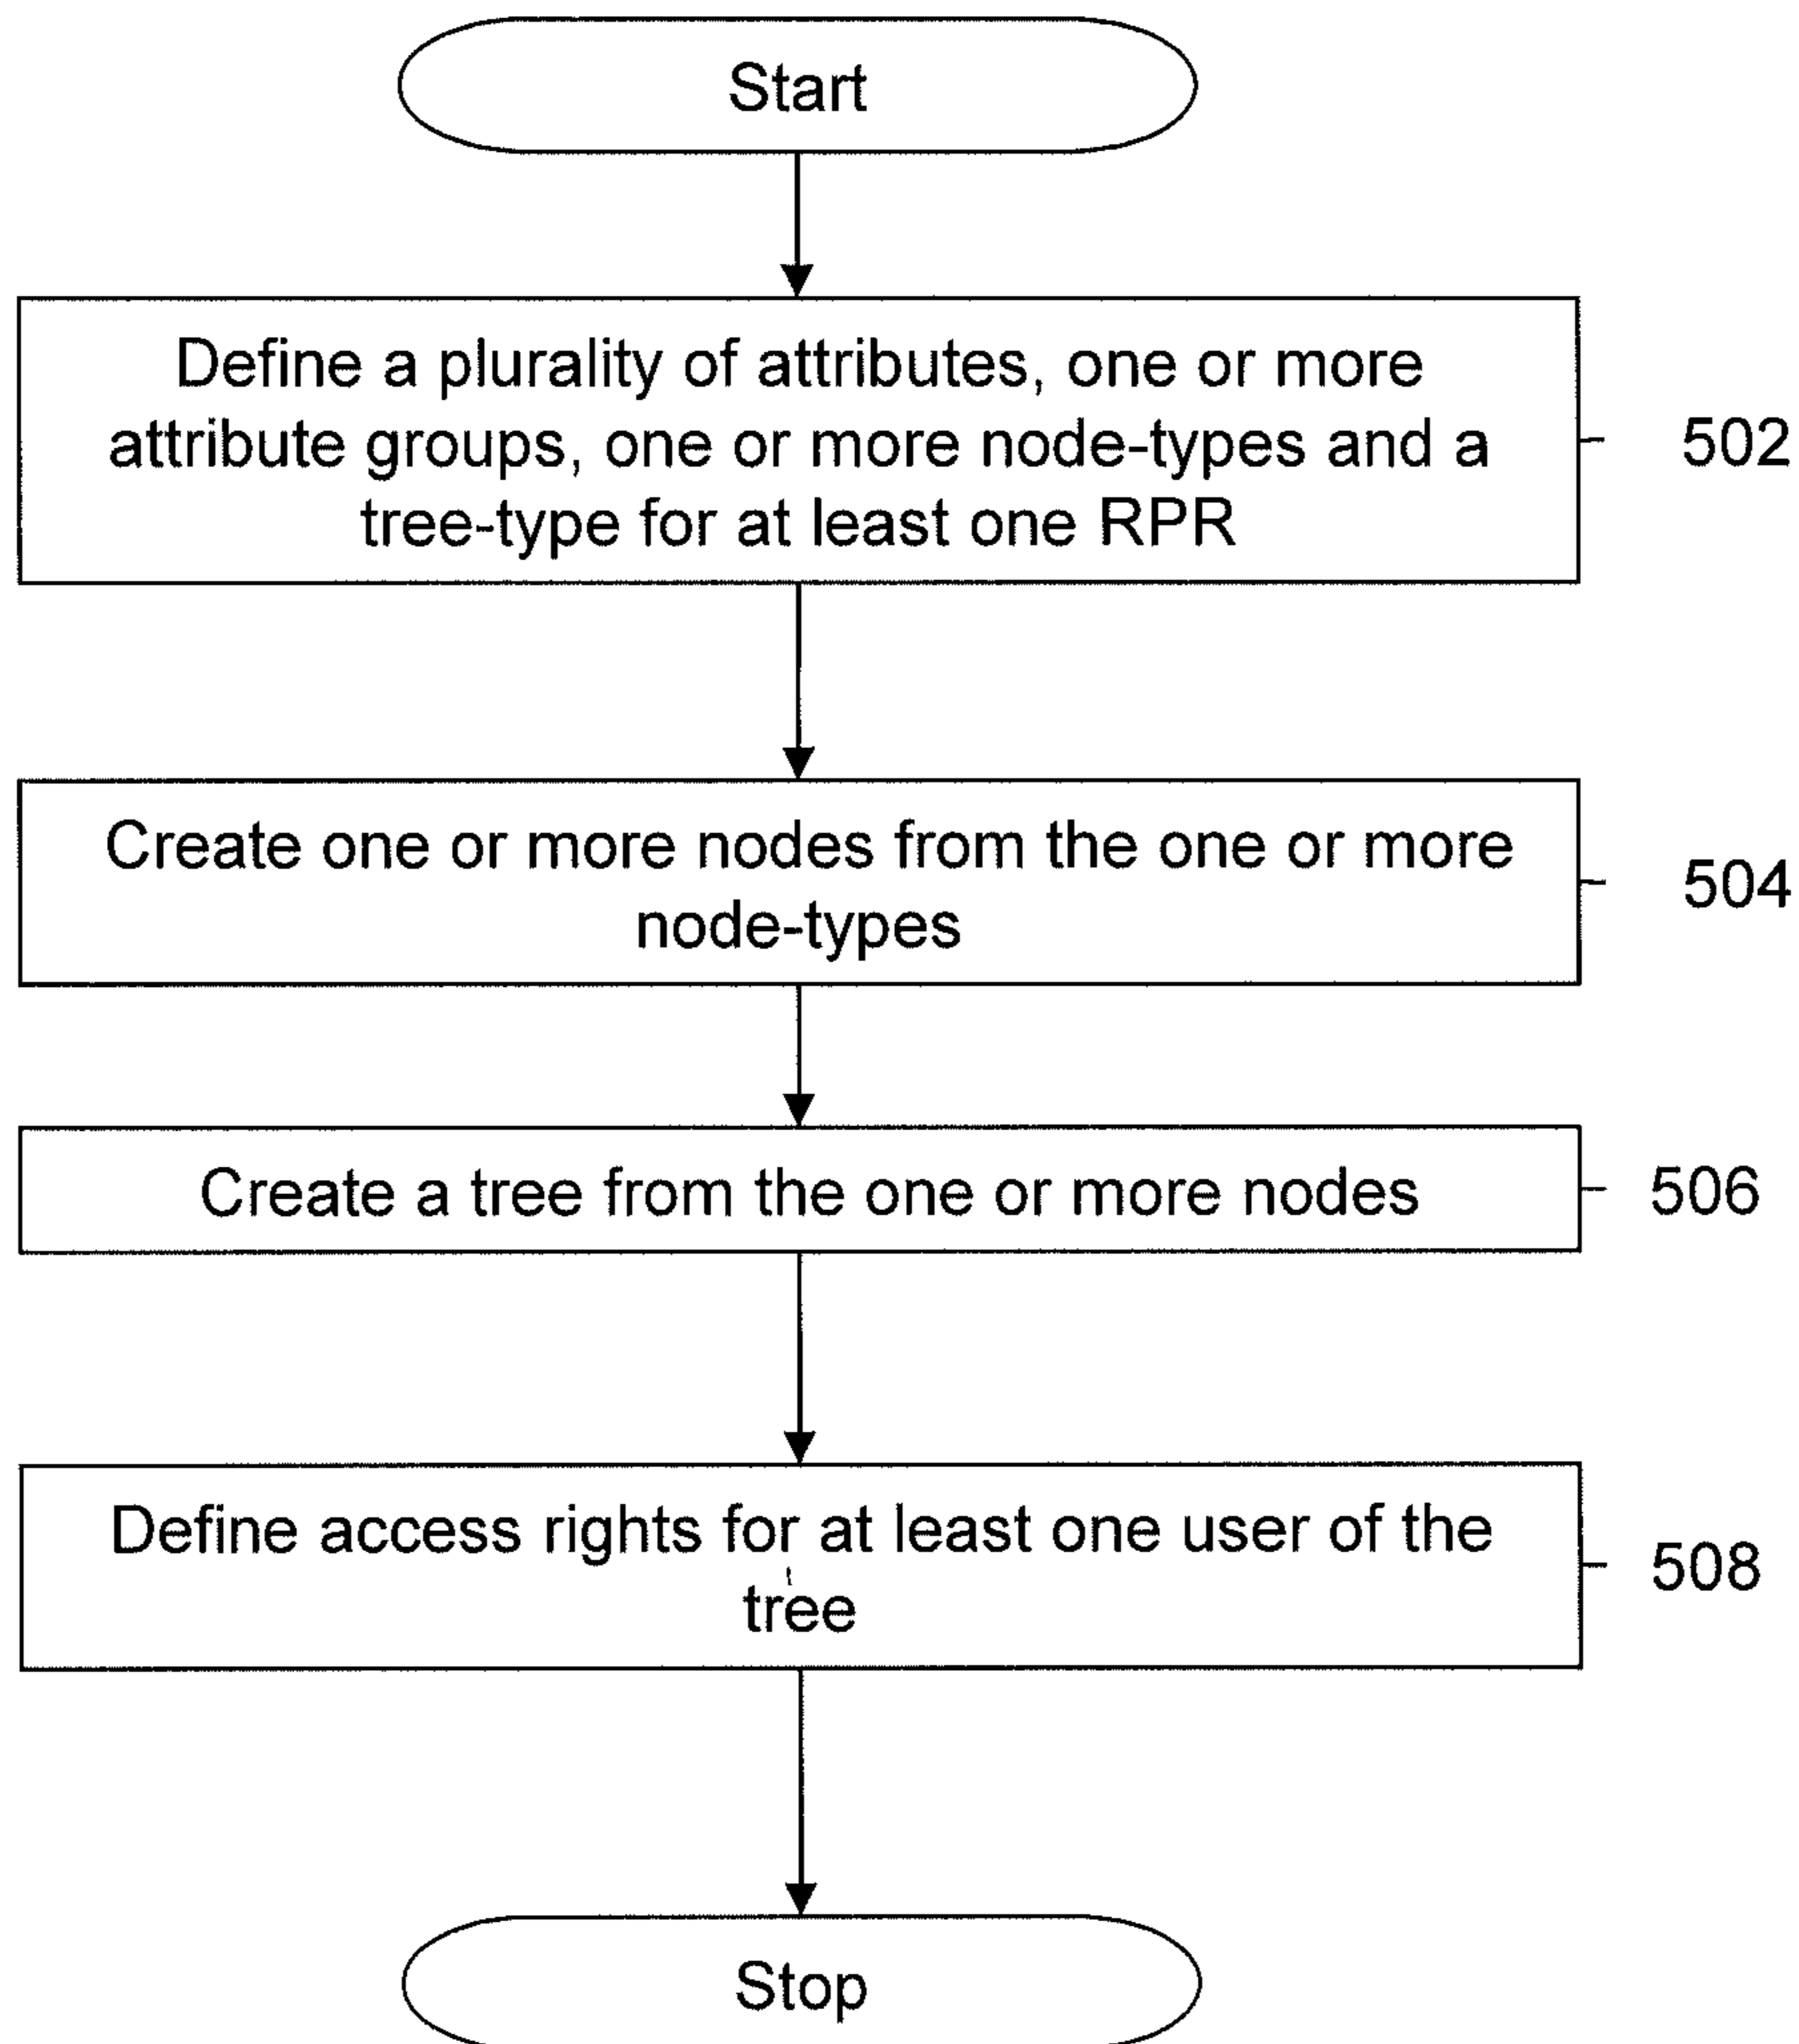 Start
Define a plurality of attributes, one or more
attribute groups, one or more node-types and a
tree-type for at least one RPR
502
Create one or more nodes from the one or more
node-types
504
Create a tree from the one or more nodes
506
Define access rights for at least one user of the
tree
508
Stop